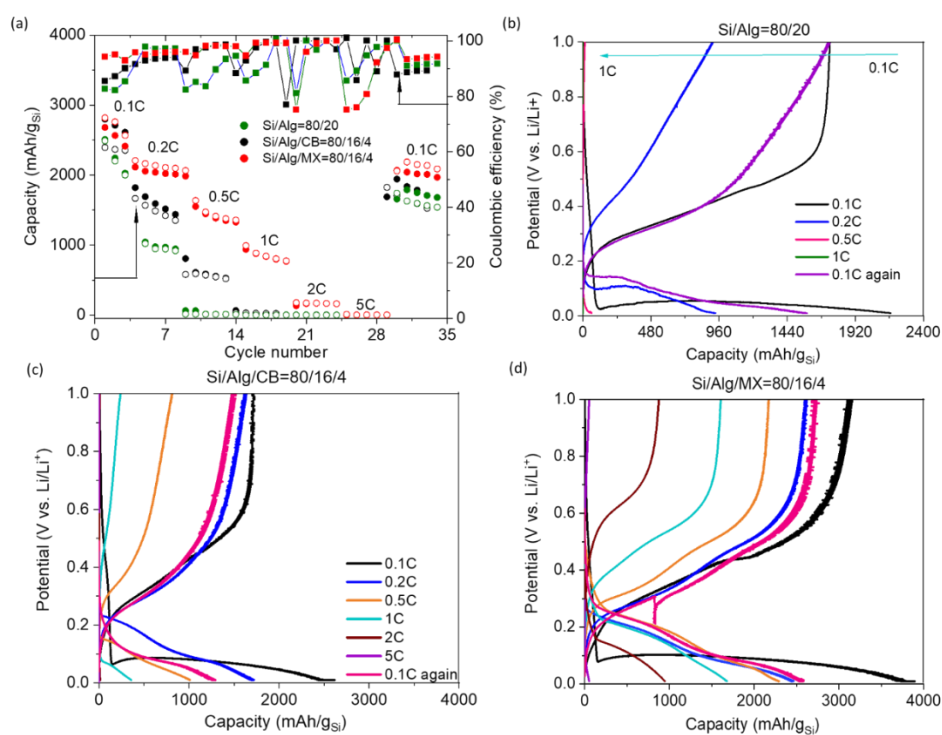 (a)
4000
3000
2000
1000
0
Capacity (mAh/gSi)
0.1C
0.2C
0.5C
1C
2C
5C
0.1C
Si/Alg=80/20
Si/Alg/CB=80/16/4
Si/Alg/MX=80/16/4
100
80
60
40
20
0
Coulombic efficiency (%)
0 7 14 21 28 35
Cycle number
(b)
Si/Alg=80/20
1.0
0.8
0.6
0.4
0.2
0.0
Potential (V vs. Li/Li+)
1C 0.1C
0.1C
0.2C
0.5C
1C
0.1C again
0 480 960 1440 1920 2400
Capacity (mAh/gSi)
(c)
Si/Alg/CB=80/16/4
1.0
0.8
0.6
0.4
0.2
0.0
Potential (V vs. Li/Li+)
0.1C
0.2C
0.5C
1C
2C
5C
0.1C again
0 1000 2000 3000 4000
Capacity (mAh/gSi)
(d)
Si/Alg/MX=80/16/4
1.0
0.8
0.6
0.4
0.2
0.0
Potential (V vs. Li/Li+)
0 1000 2000 3000 4000
Capacity (mAh/gSi)